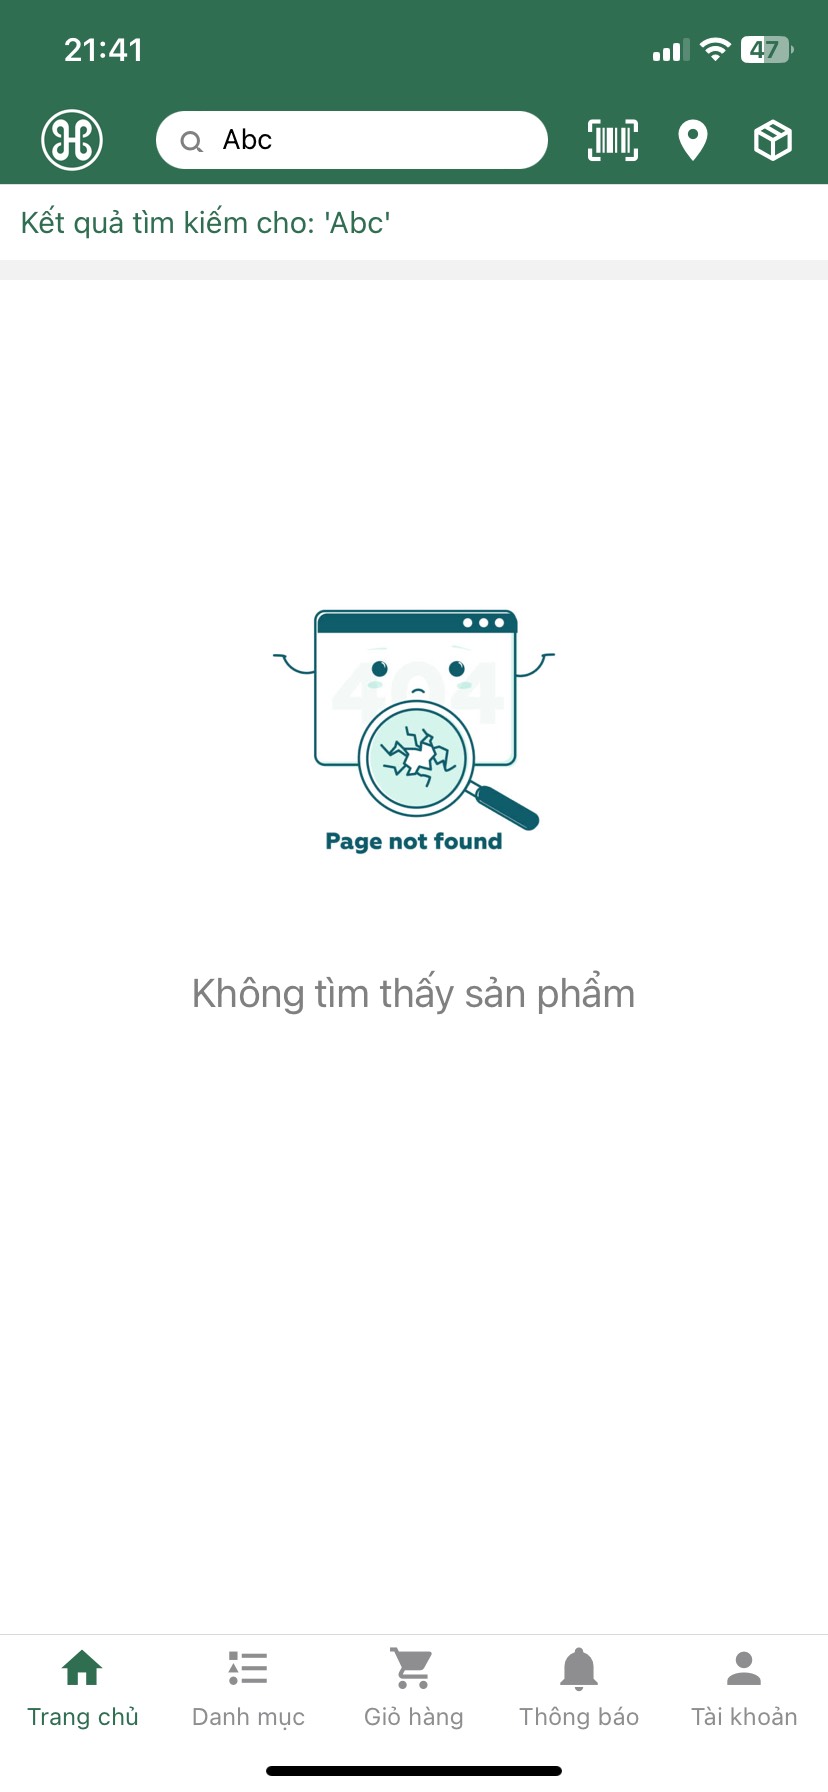 21:41
47
Abc
Kết quả tìm kiếm cho: 'Abc'
404
Page not found
Không tìm thấy sản phẩm
Trang chủ
Danh mục
Giỏ hàng
Thông báo
Tài khoản